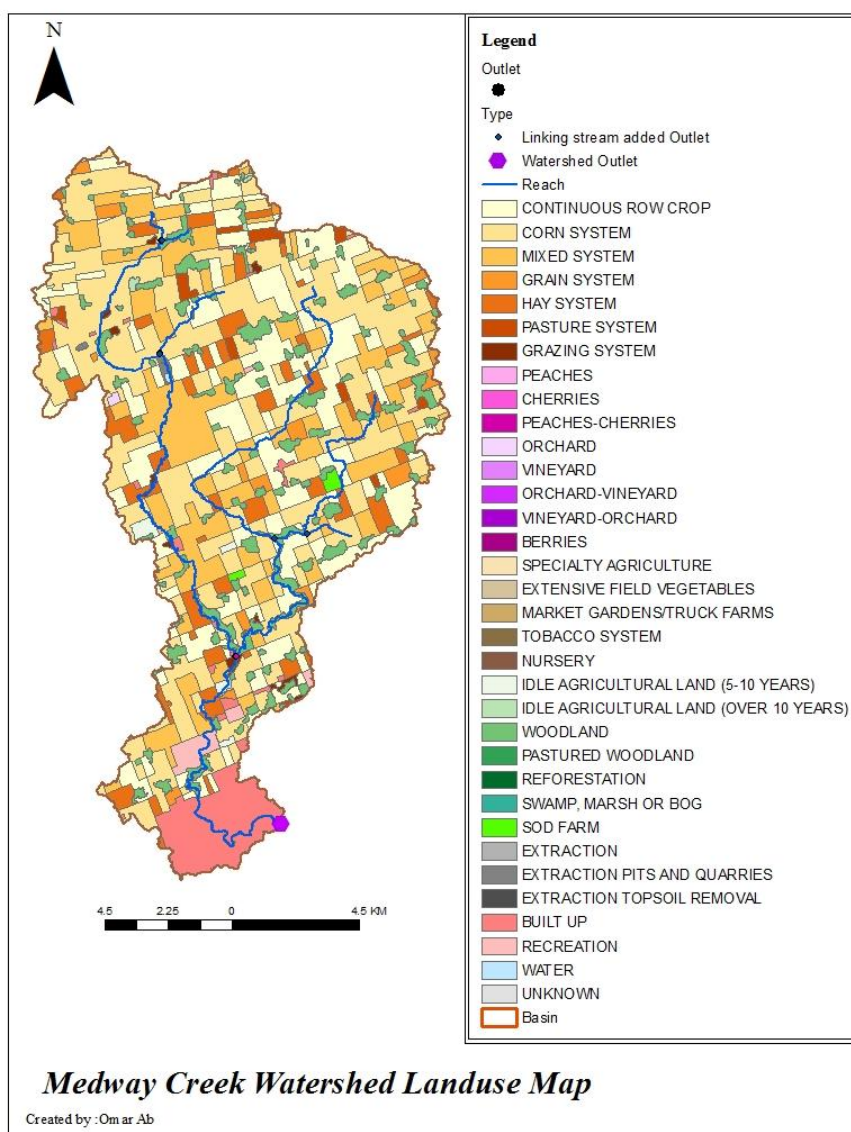 N
Legend
Outlet
Type
Linking stream added Outlet
Watershed Outlet
Reach
CONTINUOUS ROW CROP
CORN SYSTEM
MIXED SYSTEM
GRAIN SYSTEM
HAY SYSTEM
PASTURE SYSTEM
GRAZING SYSTEM
PEACHES
CHERRIES
PEACHES-CHERRIES
ORCHARD
VINEYARD
ORCHARD-VINEYARD
VINEYARD-ORCHARD
BERRIES
SPECIALTY AGRICULTURE
EXTENSIVE FIELD VEGETABLES
MARKET GARDENS/TRUCK FARMS
TOBACCO SYSTEM
NURSERY
IDLE AGRICULTURAL LAND (5-10 YEARS)
IDLE AGRICULTURAL LAND (OVER 10 YEARS)
WOODLAND
PASTURED WOODLAND
REFORESTATION
SWAMP, MARSH OR BOG
SOD FARM
EXTRACTION
EXTRACTION PITS AND QUARRIES
EXTRACTION TOPSOIL REMOVAL
BUILT UP
RECREATION
WATER
UNKNOWN
Basin
4.5 2.25 0 4.5 KM
Medway Creek Watershed Landuse Map
Created by :Omar Ab